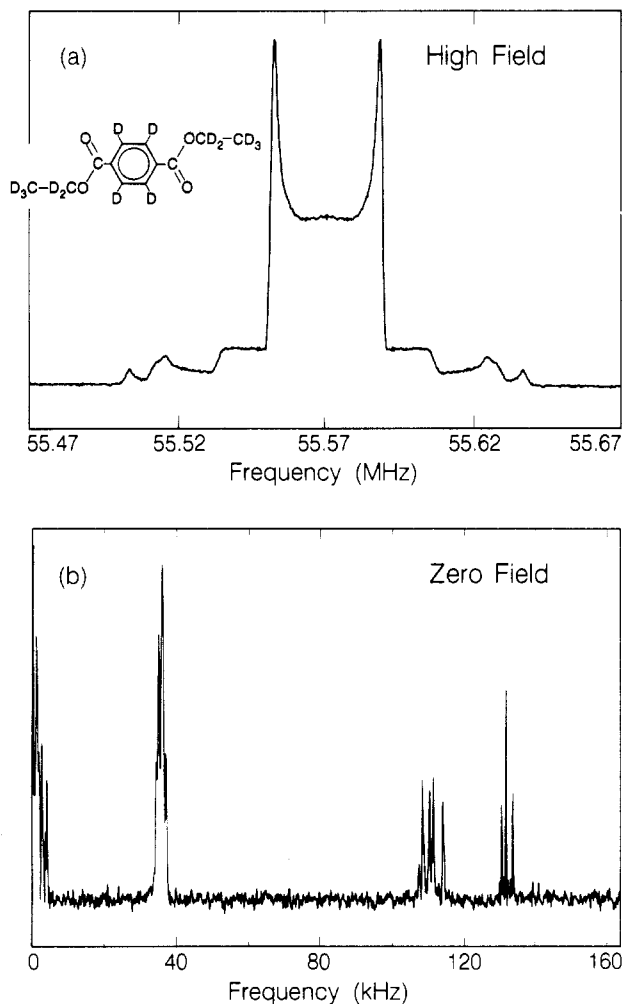 (a)
High Field
D D
O
OCD₂—CD₃
C
C
D₃C—D₂CO
O
D D
55.47 55.52 55.57 55.62 55.67
Frequency (MHz)
(b)
Zero Field
0 40 80 120 160
Frequency (kHz)